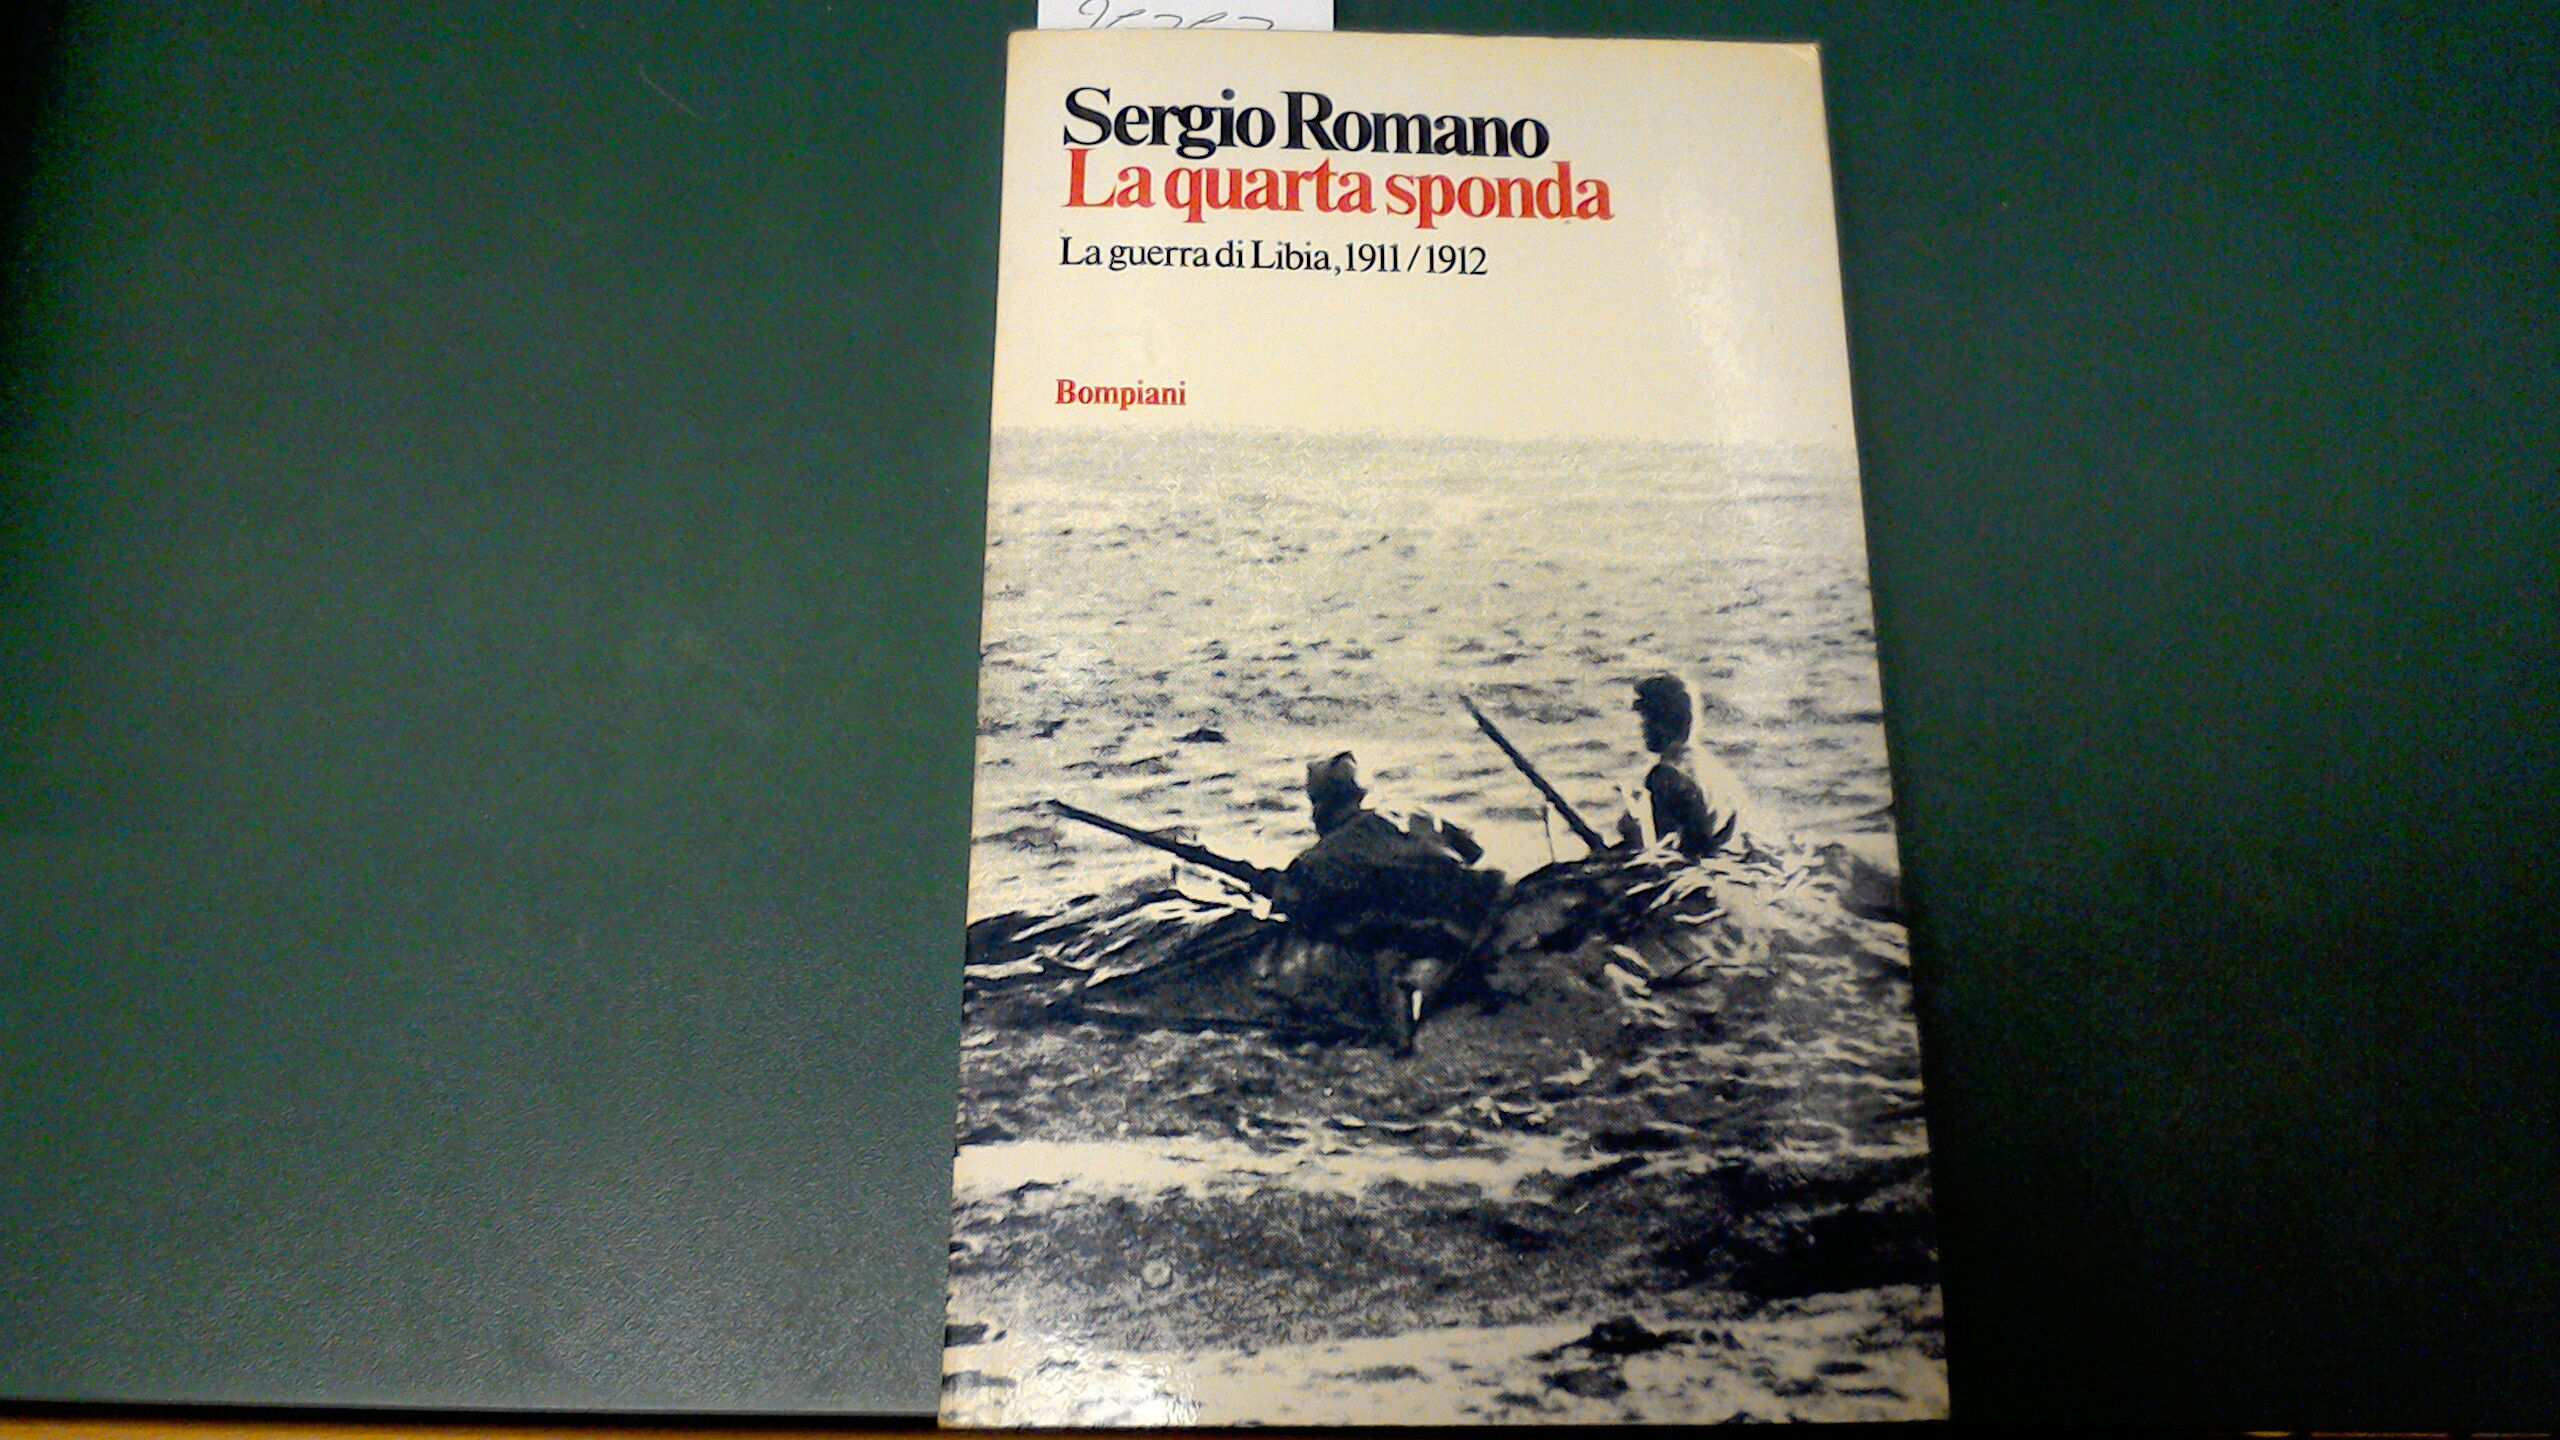 Sergio Romano
La quarta sponda
La guerra di Libia, 1911/1912
Bompiani